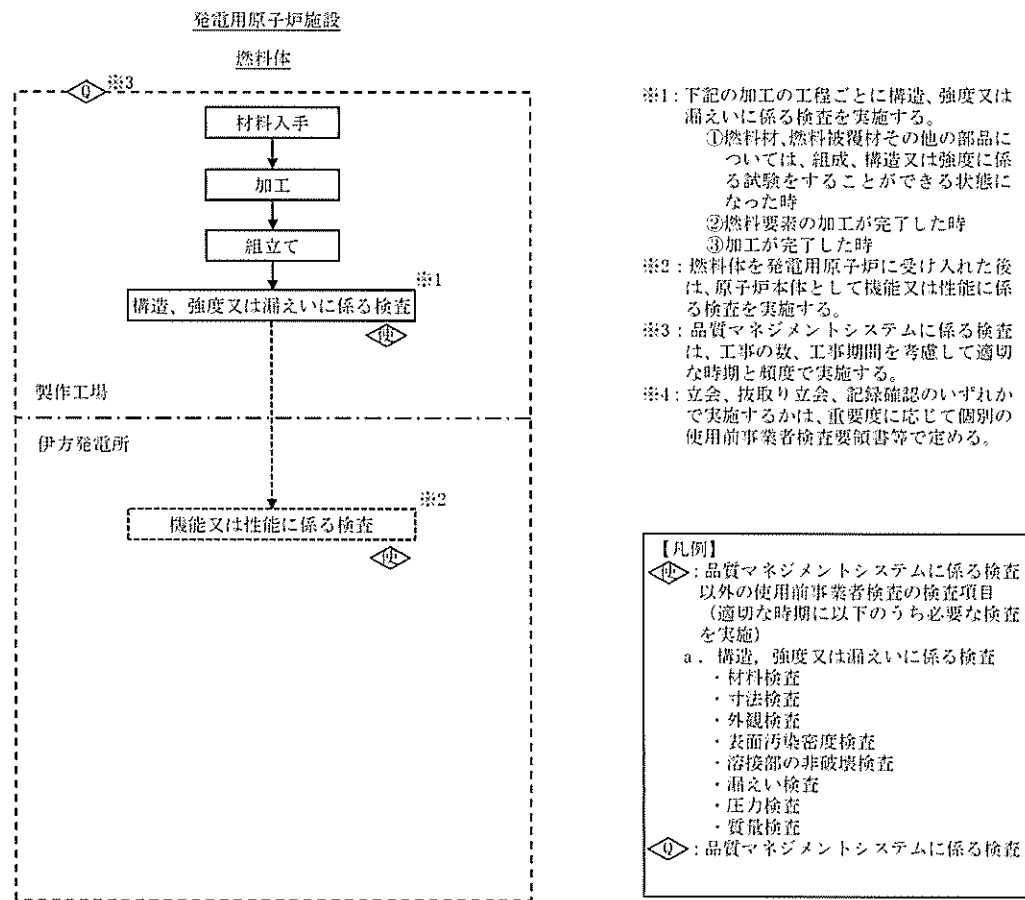 発電用原子炉施設
燃料体
Q
※3
材料入手
加工
組立て
※1
構造、強度又は漏えいに係る検査
使
製作工場
伊方発電所
※2
機能又は性能に係る検査
使
※1:下記の加工の工程ごとに構造、強度又は
漏えいに係る検査を実施する。
①燃料材、燃料被覆材その他の部品に
ついては、組成、構造又は強度に係
る試験をすることができる状態に
なった時
②燃料要素の加工が完了した時
③加工が完了した時
※2:燃料体を発電用原子炉に受け入れた後
は、原子炉本体として機能又は性能に係
る検査を実施する。
※3:品質マネジメントシステムに係る検査
は、工事の数、工事期間を考慮して適切
な時期と頻度で実施する。
※4:立会、抜取り立会、記録確認のいずれか
で実施するかは、重要度に応じて個別の
使用前事業者検査要領書等で定める。
【凡例】
使:品質マネジメントシステムに係る検査
以外の使用前事業者検査の検査項目
(適切な時期に以下のうち必要な検査
を実施)
a.構造,強度又は漏えいに係る検査
・材料検査
・寸法検査
・外観検査
・表面汚染密度検査
・溶接部の非破壊検査
・漏えい検査
・圧力検査
・質量検査
Q:品質マネジメントシステムに係る検査